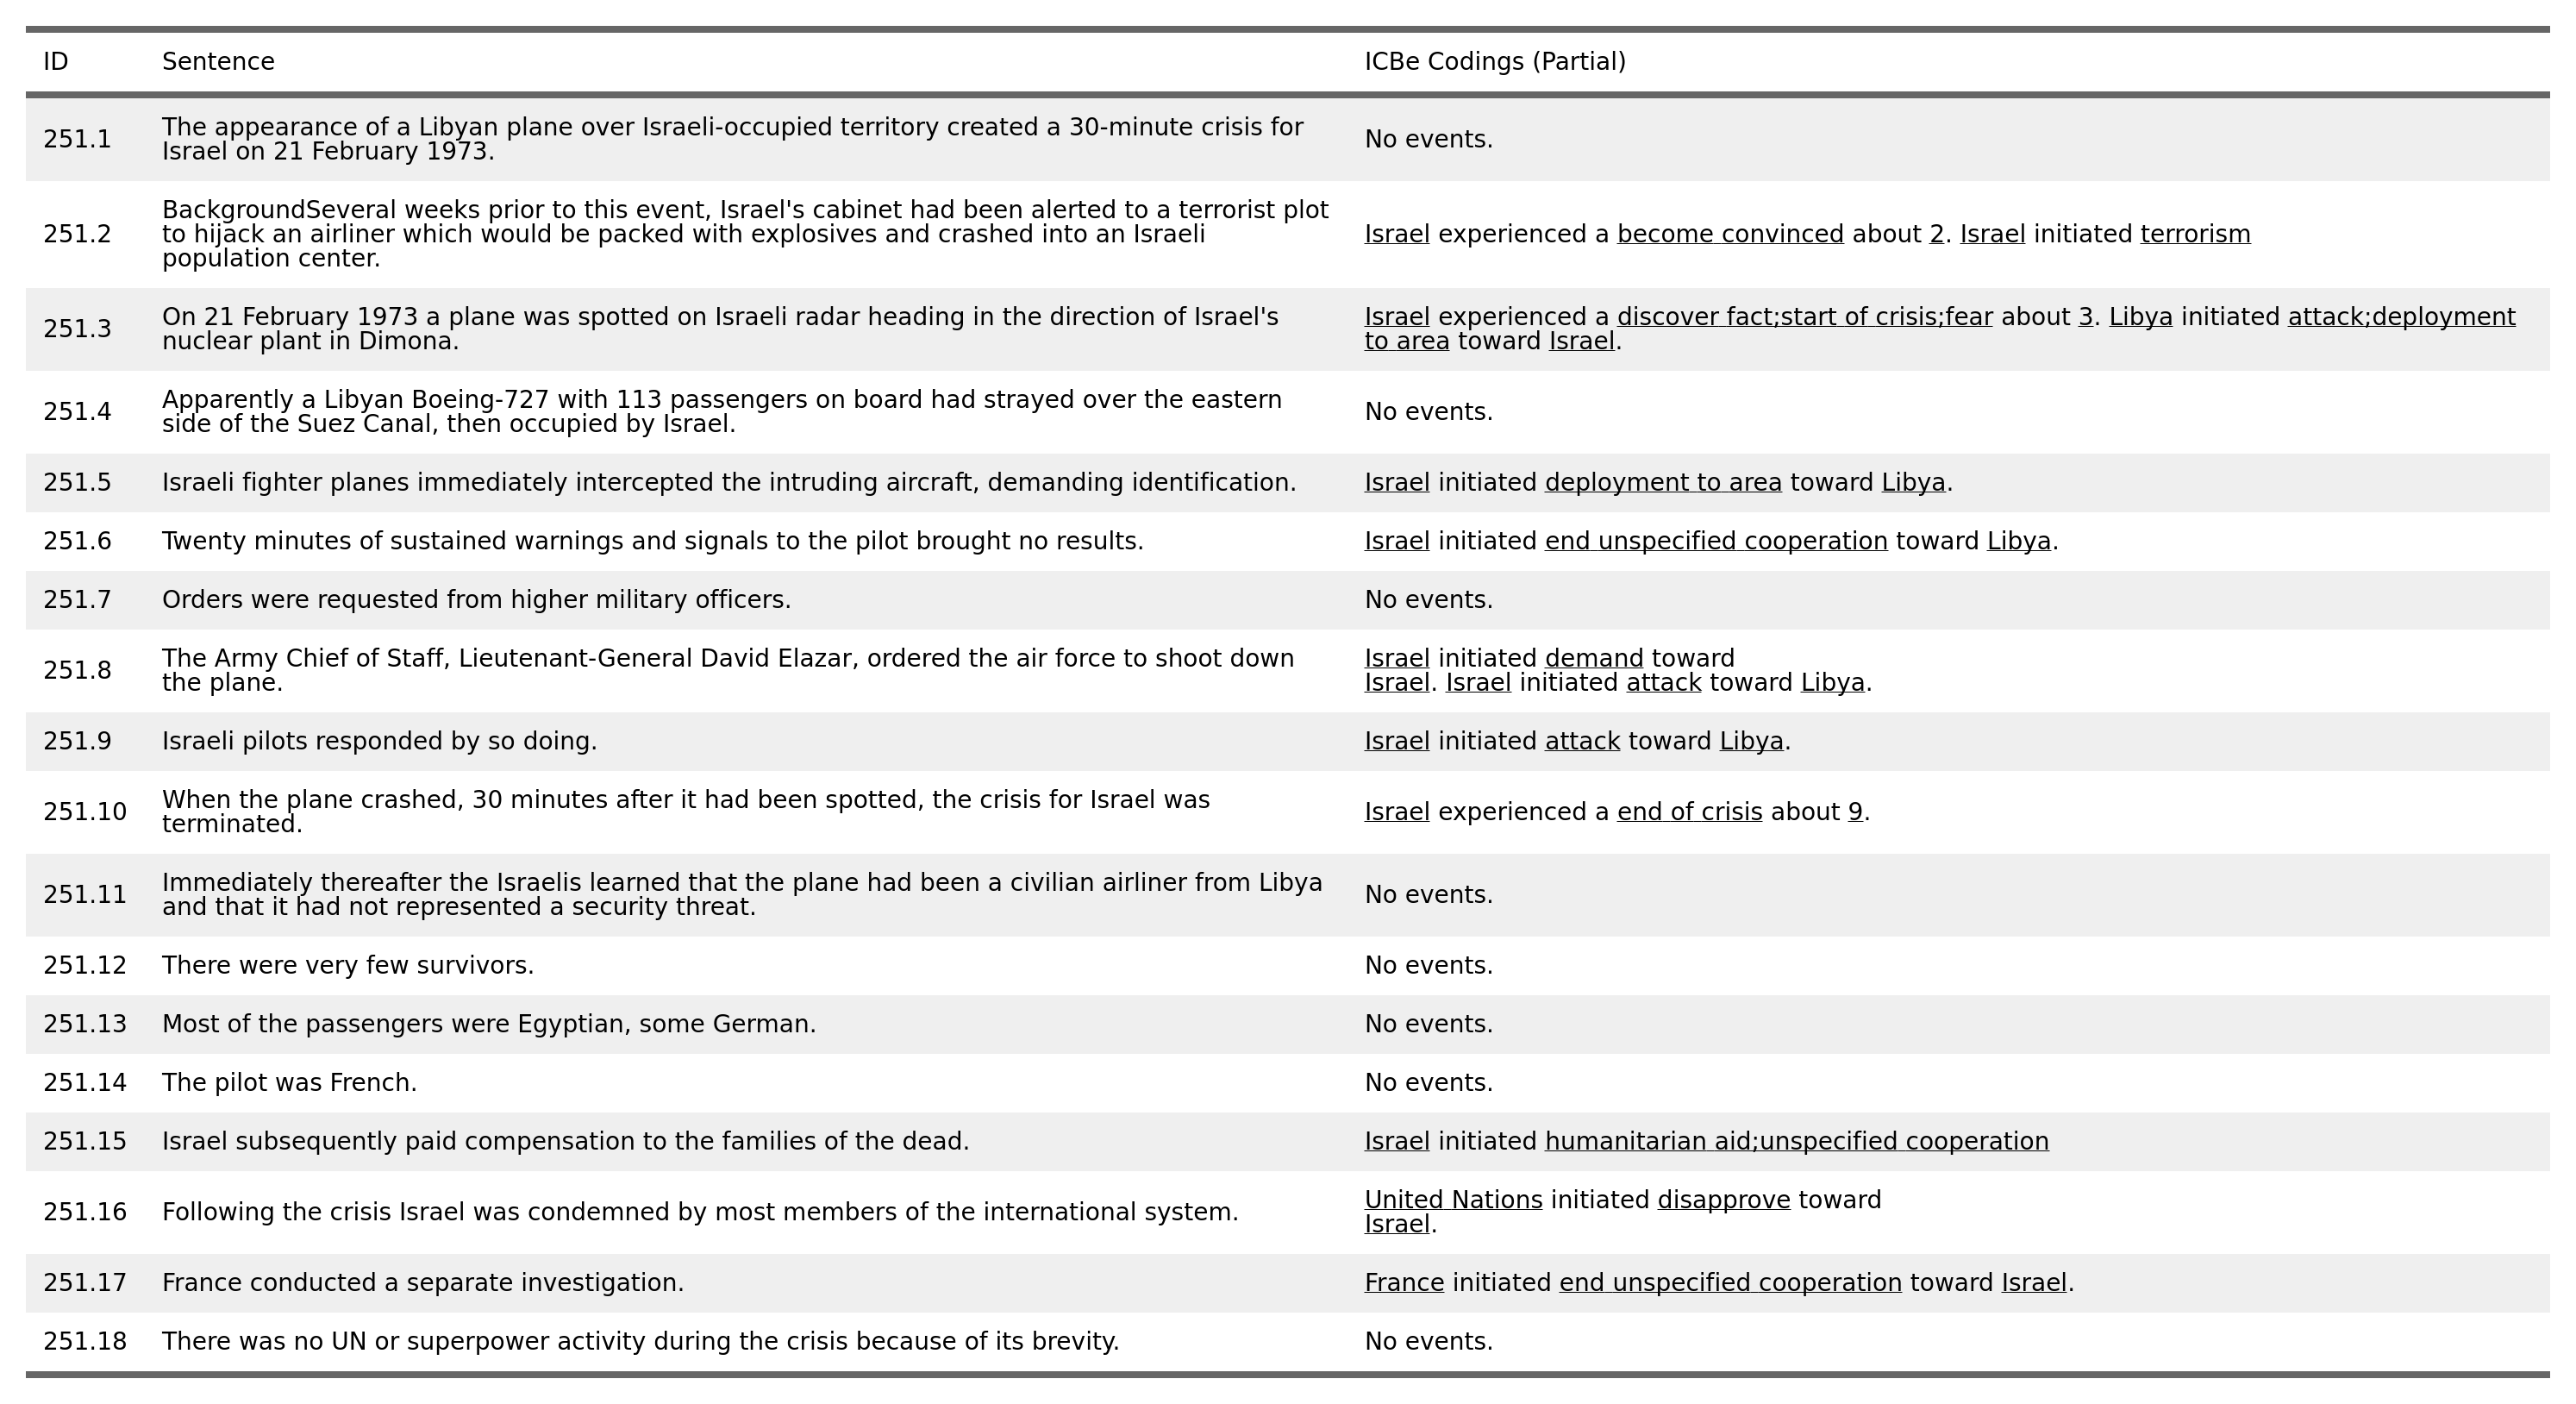 ID Sentence ICBe Codings (Partial)
251.1 The appearance of a Libyan plane over Israeli-occupied territory created a 30-minute crisis for
Israel on 21 February 1973.
No events.
251.2 BackgroundSeveral weeks prior to this event, Israel's cabinet had been alerted to a terrorist plot
to hijack an airliner which would be packed with explosives and crashed into an Israeli
population center.
Israel experienced a become convinced about 2. Israel initiated terrorism
251.3 On 21 February 1973 a plane was spotted on Israeli radar heading in the direction of Israel's
nuclear plant in Dimona.
Israel experienced a discover fact;start of crisis;fear about 3. Libya initiated attack;deployment
to area toward Israel.
251.4 Apparently a Libyan Boeing-727 with 113 passengers on board had strayed over the eastern
side of the Suez Canal, then occupied by Israel.
No events.
251.5 Israeli fighter planes immediately intercepted the intruding aircraft, demanding identification. Israel initiated deployment to area toward Libya.
251.6 Twenty minutes of sustained warnings and signals to the pilot brought no results. Israel initiated end unspecified cooperation toward Libya.
251.7 Orders were requested from higher military officers. No events.
251.8 The Army Chief of Staff, Lieutenant-General David Elazar, ordered the air force to shoot down
the plane.
Israel initiated demand toward
Israel. Israel initiated attack toward Libya.
251.9 Israeli pilots responded by so doing. Israel initiated attack toward Libya.
251.10 When the plane crashed, 30 minutes after it had been spotted, the crisis for Israel was
terminated.
Israel experienced a end of crisis about 9.
251.11 Immediately thereafter the Israelis learned that the plane had been a civilian airliner from Libya
and that it had not represented a security threat.
No events.
251.12 There were very few survivors. No events.
251.13 Most of the passengers were Egyptian, some German. No events.
251.14 The pilot was French. No events.
251.15 Israel subsequently paid compensation to the families of the dead. Israel initiated humanitarian aid;unspecified cooperation
251.16 Following the crisis Israel was condemned by most members of the international system.
United Nations initiated disapprove toward
Israel.
251.17 France conducted a separate investigation. France initiated end unspecified cooperation toward Israel.
251.18 There was no UN or superpower activity during the crisis because of its brevity. No events.